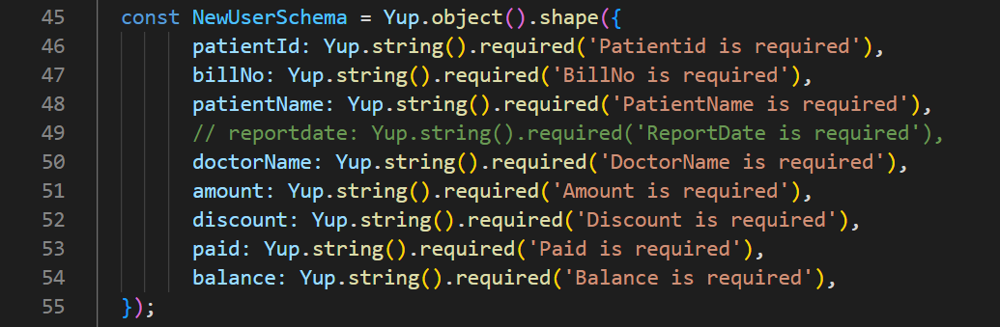 45 const NewUserSchema = Yup.object().shape({
46 patientId: Yup.string().required('Patientid is required'),
47 billNo: Yup.string().required('BillNo is required'),
48 patientName: Yup.string().required('PatientName is required'),
49 // reportdate: Yup.string().required('ReportDate is required'),
50 doctorName: Yup.string().required('DoctorName is required'),
51 amount: Yup.string().required('Amount is required'),
52 discount: Yup.string().required('Discount is required'),
53 paid: Yup.string().required('Paid is required'),
54 balance: Yup.string().required('Balance is required'),
55 });